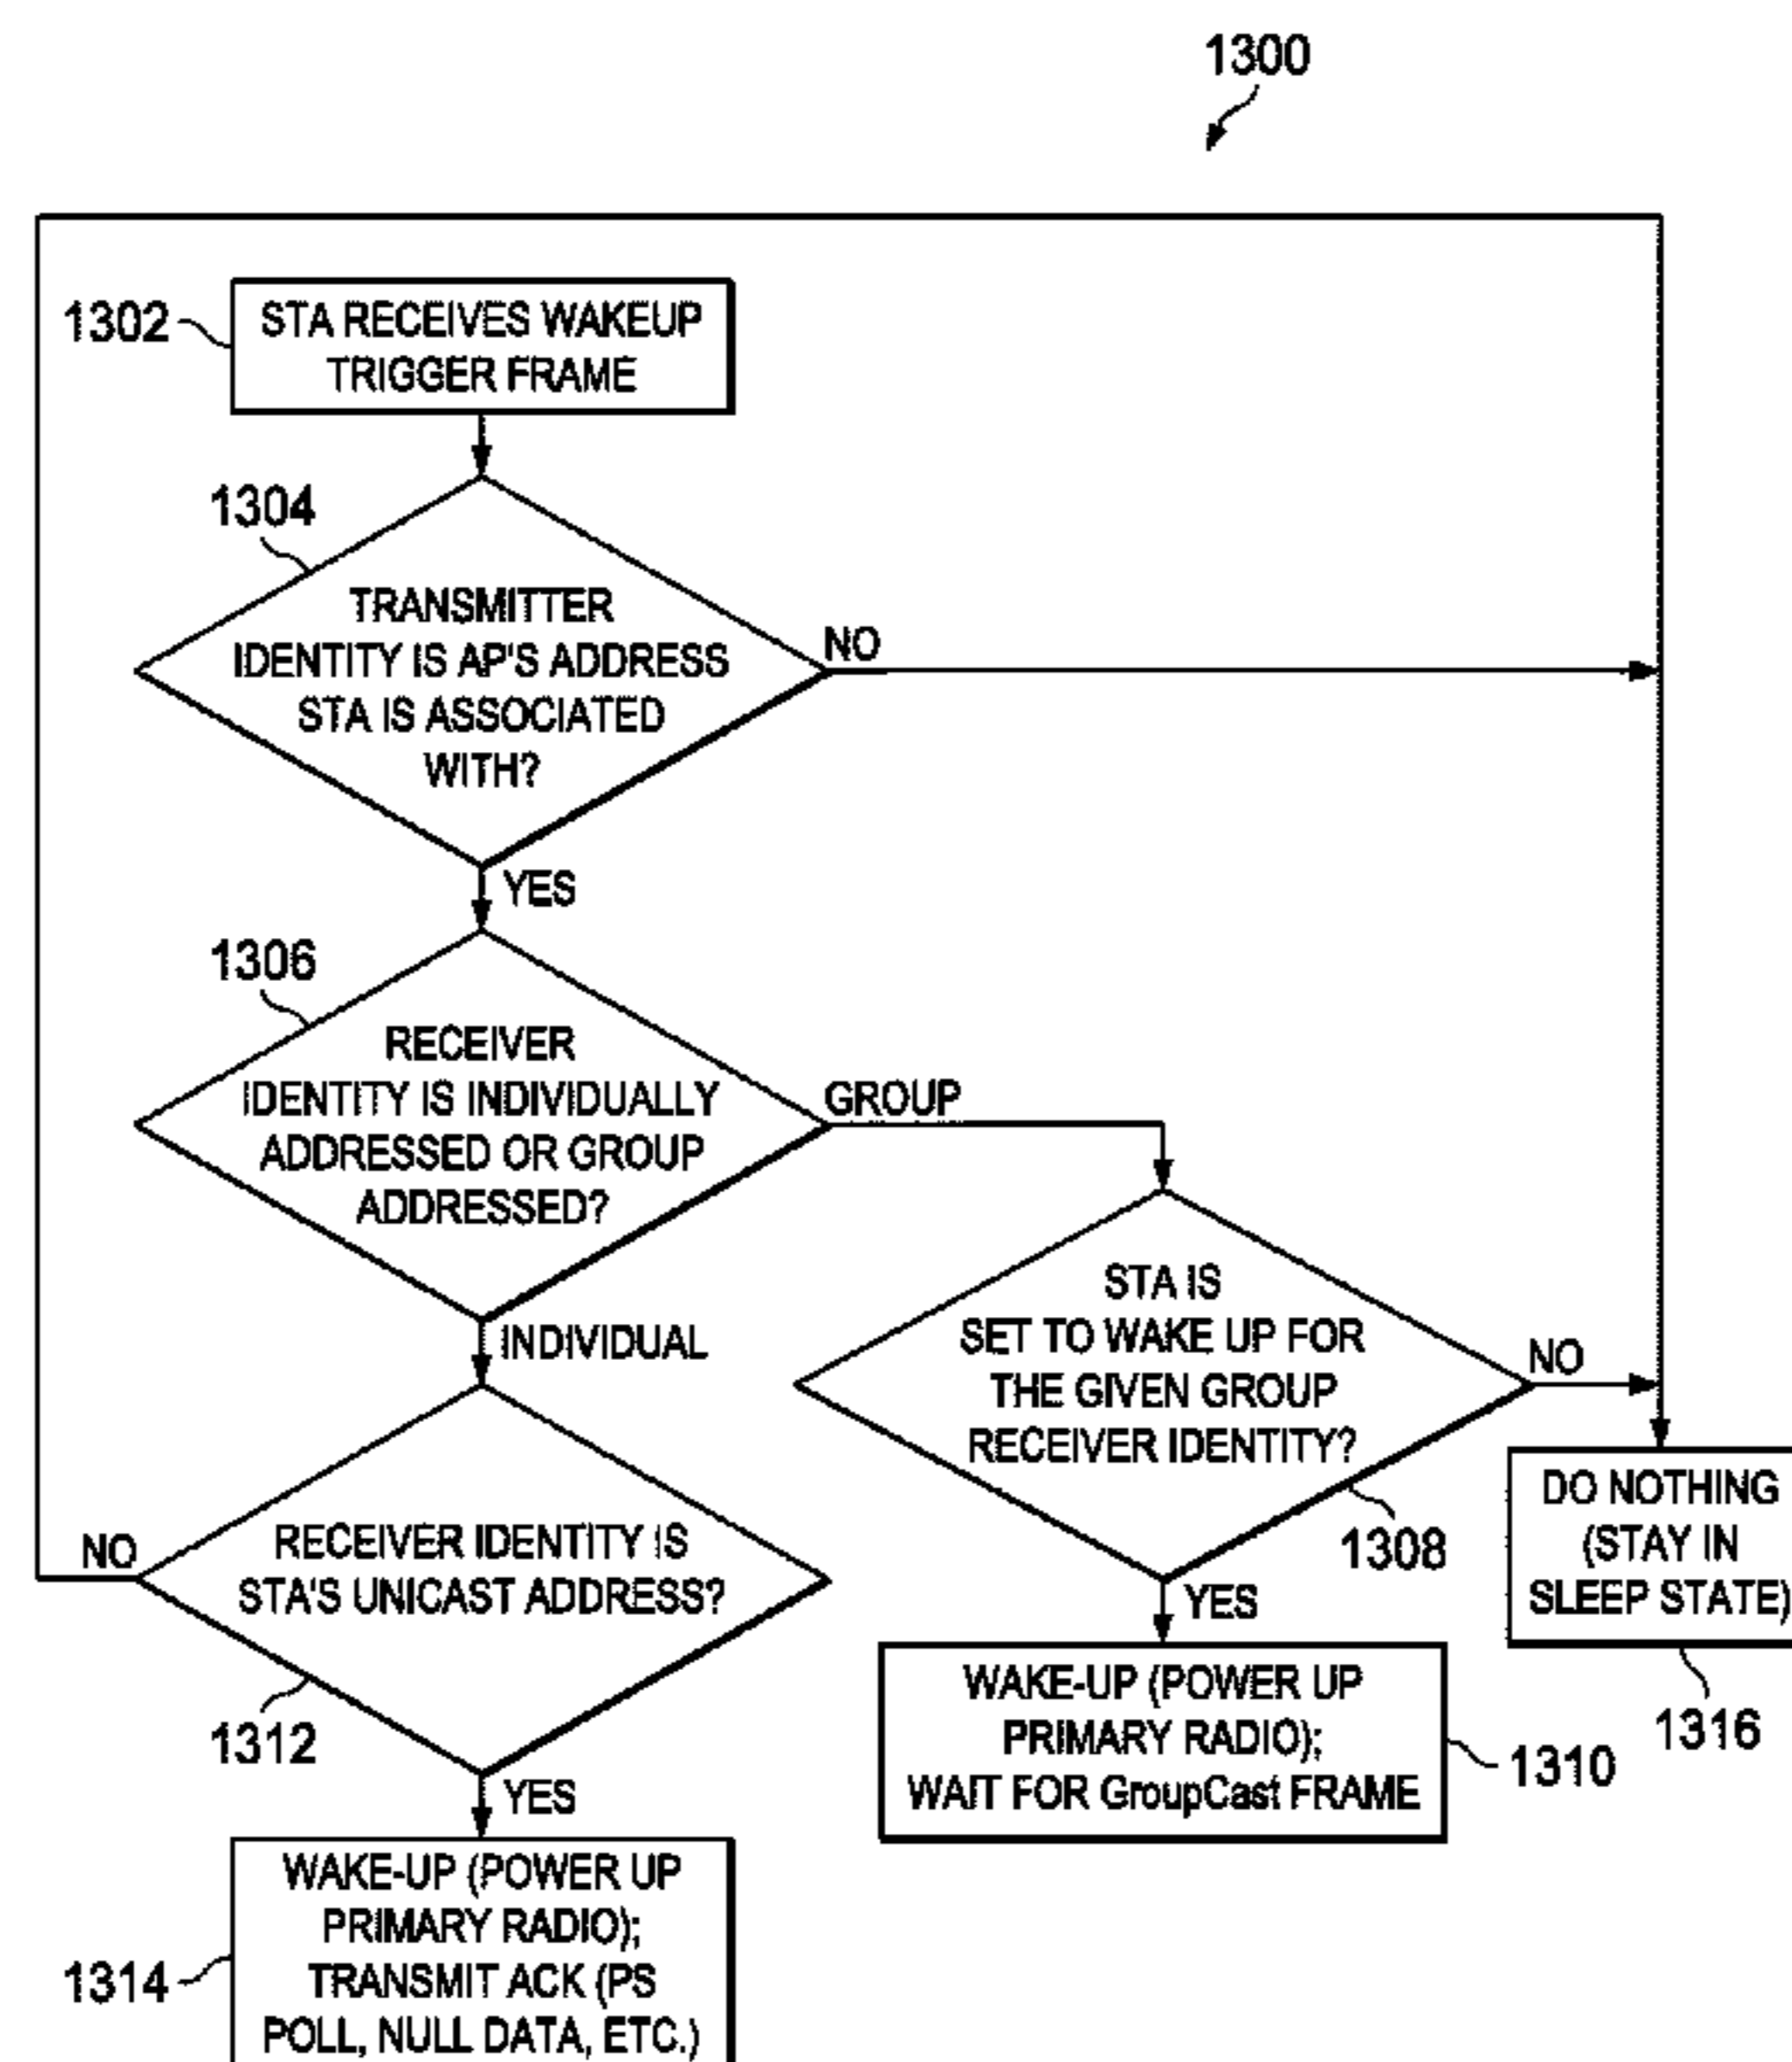 1300
1302
STA RECEIVES WAKEUP
TRIGGER FRAME
1304
TRANSMITTER
IDENTITY IS AP'S ADDRESS
STA IS ASSOCIATED
WITH?
NO
YES
1306
RECEIVER
IDENTITY IS INDIVIDUALLY
ADDRESSED OR GROUP
ADDRESSED?
GROUP
INDIVIDUAL
STA IS
SET TO WAKE UP FOR
THE GIVEN GROUP
RECEIVER IDENTITY?
NO
1308
YES
DO NOTHING
(STAY IN
SLEEP STATE)
1316
NO
RECEIVER IDENTITY IS
STA'S UNICAST ADDRESS?
1312
YES
WAKE-UP (POWER UP
PRIMARY RADIO);
WAIT FOR GroupCast FRAME
1310
WAKE-UP (POWER UP
PRIMARY RADIO);
TRANSMIT ACK (PS
POLL, NULL DATA, ETC.)
1314